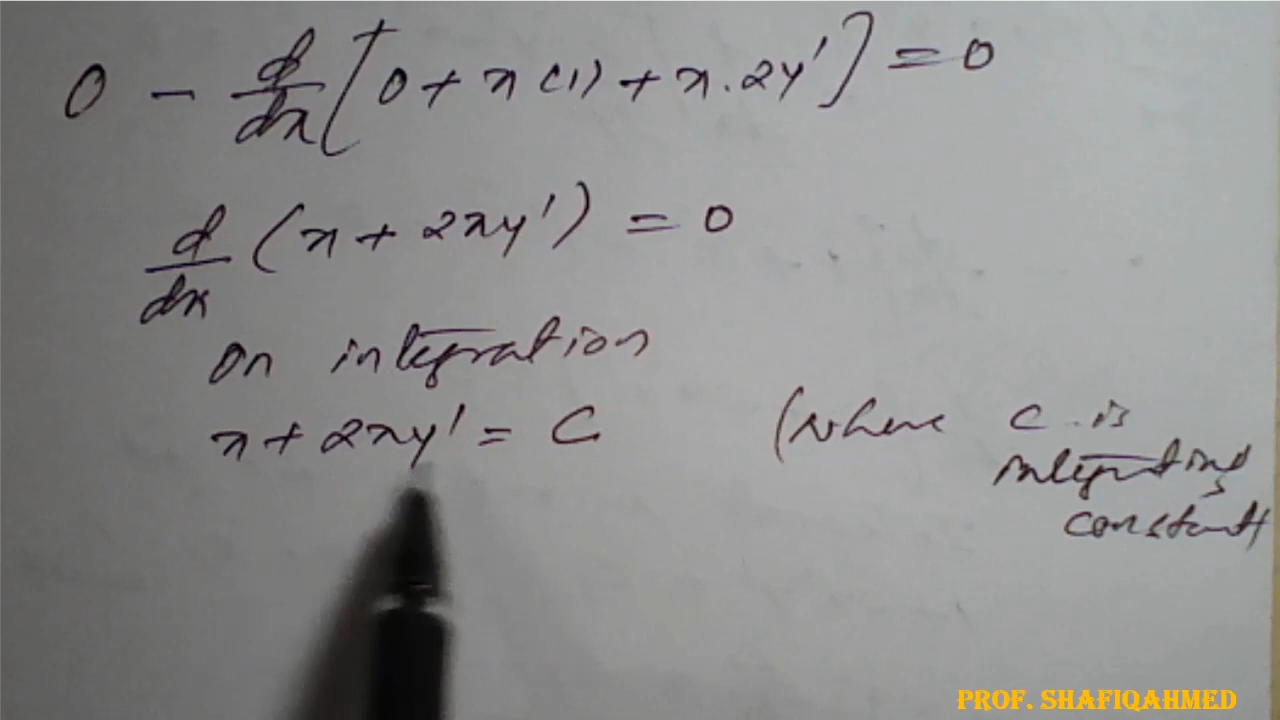 0 - d/dx [0 + x(1) + x.2y'] = 0
d/dx (x + 2xy') = 0
on integration
x + 2xy' = C (where C is
integrating
constant
PROF. SHAFIQAHMED